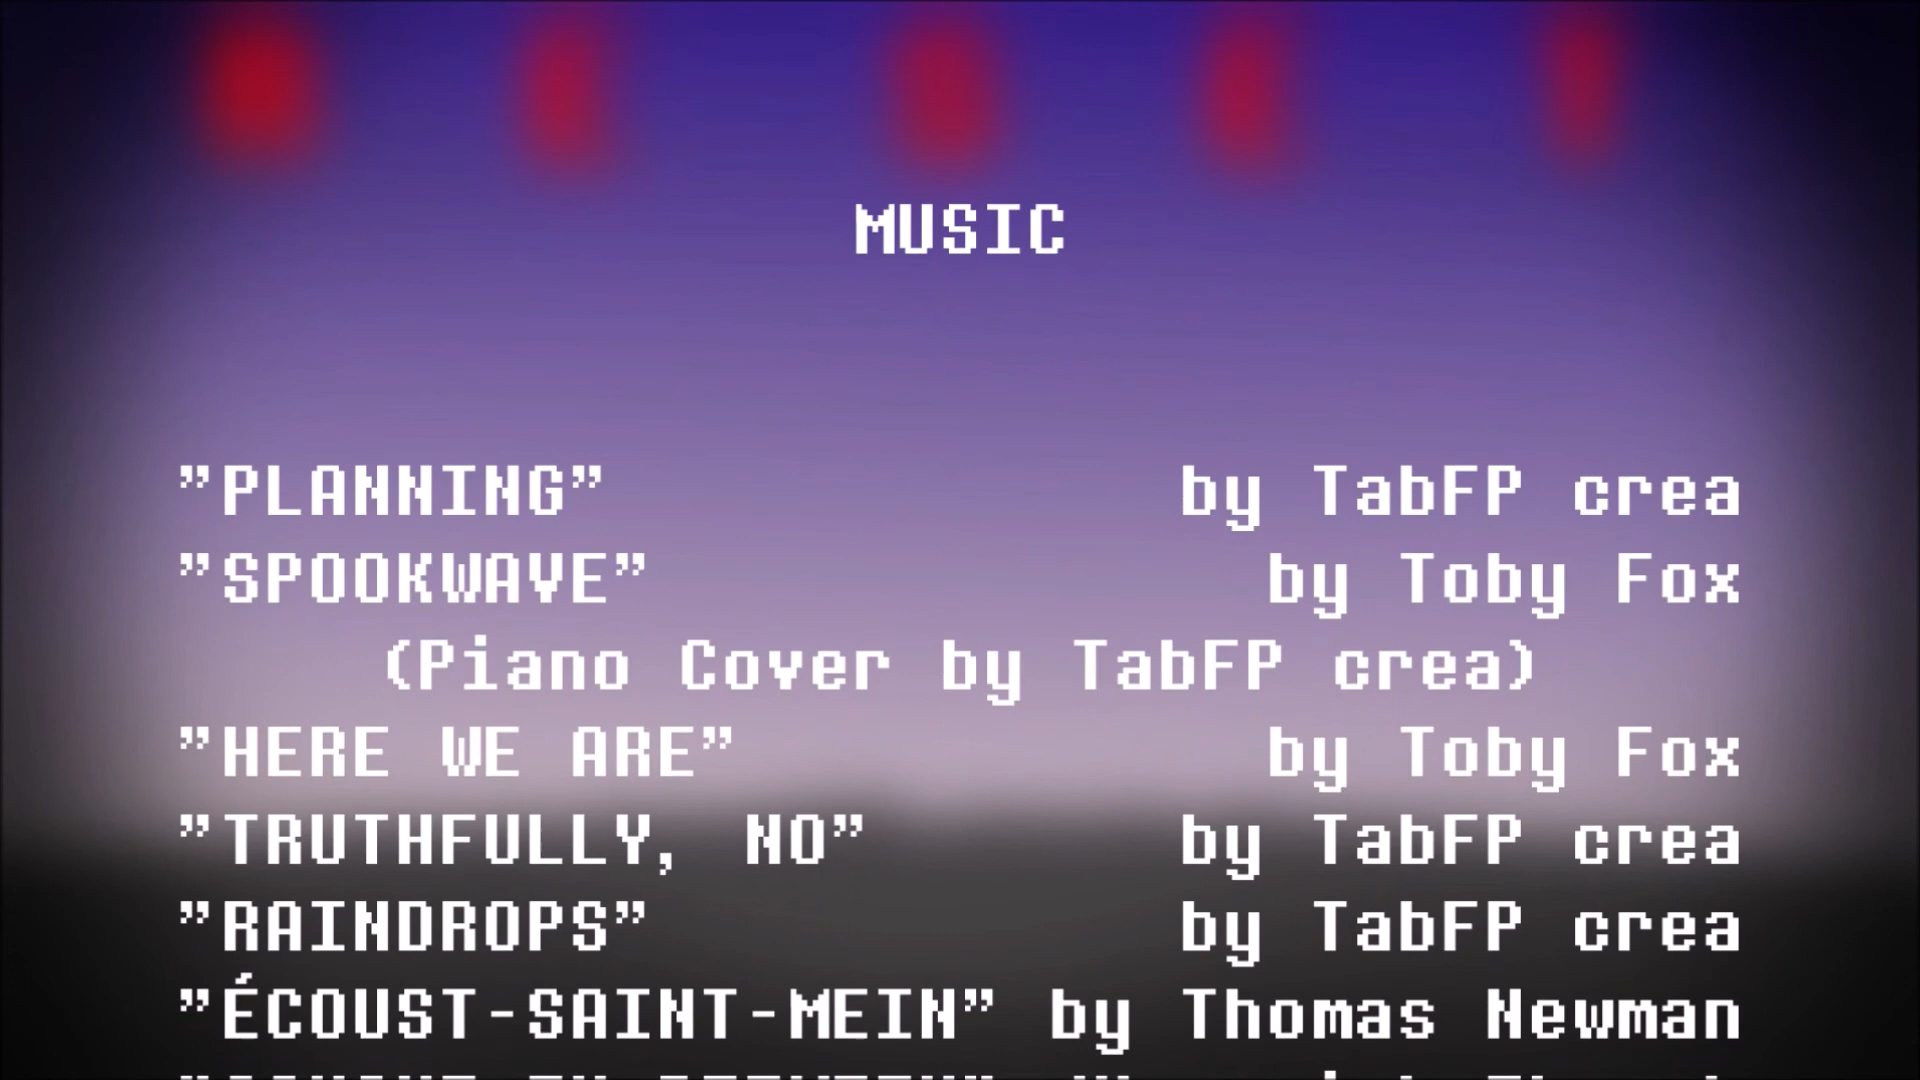 MUSIC
”PLANNING” by TabFP crea
”SPOOKWAVE” by Toby Fox
(Piano Cover by TabFP crea)
”HERE WE ARE” by Toby Fox
”TRUTHFULLY, NO” by TabFP crea
”RAINDROPS” by TabFP crea
”ÉCOUST-SAINT-MEIN” by Thomas Newman